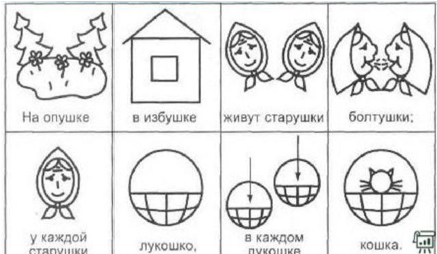 На опушке
в избушке
живут старушки
болтушки;
у каждой
старушки
лукошко,
в каждом
лукошке
кошка.